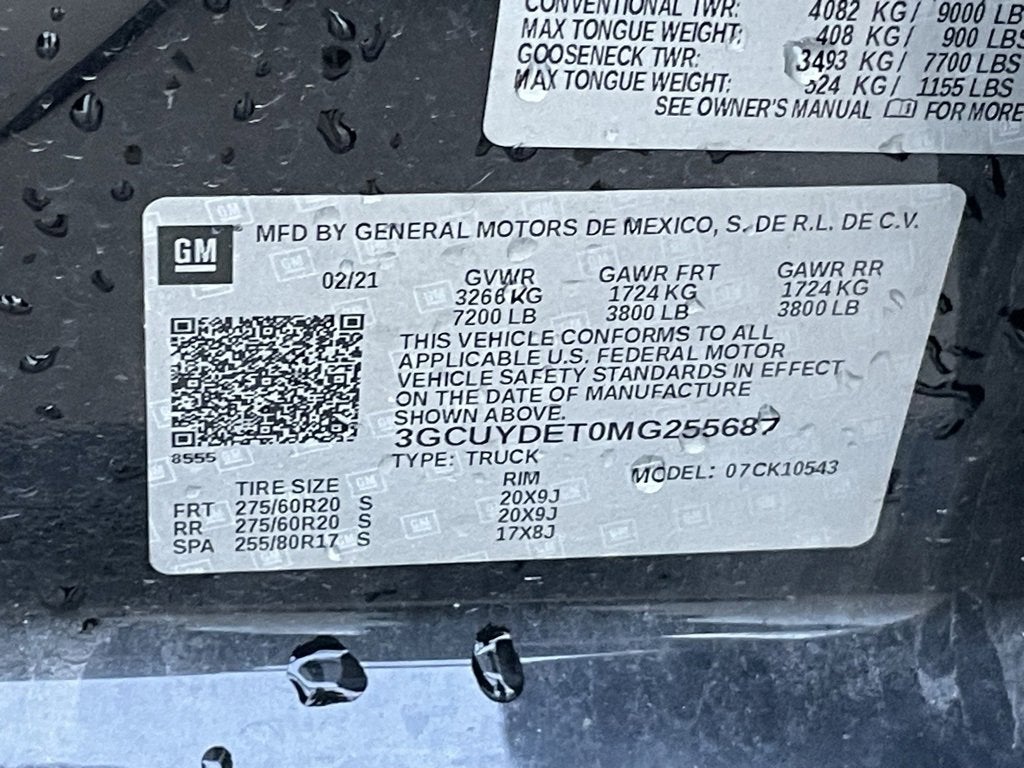 CONVENTIONAL TWR: 4082 KG/ 9000 LB
MAX TONGUE WEIGHT: 408 KG/ 900 LBS
GOOSENECK TWR: 3493 KG/ 7700 LBS
MAX TONGUE WEIGHT: 524 KG/ 1155 LBS
SEE OWNER'S MANUAL FOR MORE
GM
MFD BY GENERAL MOTORS DE MEXICO, S. DE R.L. DE C.V.
02/21 GVWR GAWR FRT GAWR RR
3266 KG 1724 KG 1724 KG
7200 LB 3800 LB 3800 LB
THIS VEHICLE CONFORMS TO ALL
APPLICABLE U.S. FEDERAL MOTOR
VEHICLE SAFETY STANDARDS IN EFFECT
ON THE DATE OF MANUFACTURE
SHOWN ABOVE.
3GCUYDET0MG255687
8555
TYPE: TRUCK MODEL: 07CK10543
TIRE SIZE RIM
FRT 275/60R20 S 20X9J
RR 275/60R20 S 20X9J
SPA 255/80R17 S 17X8J